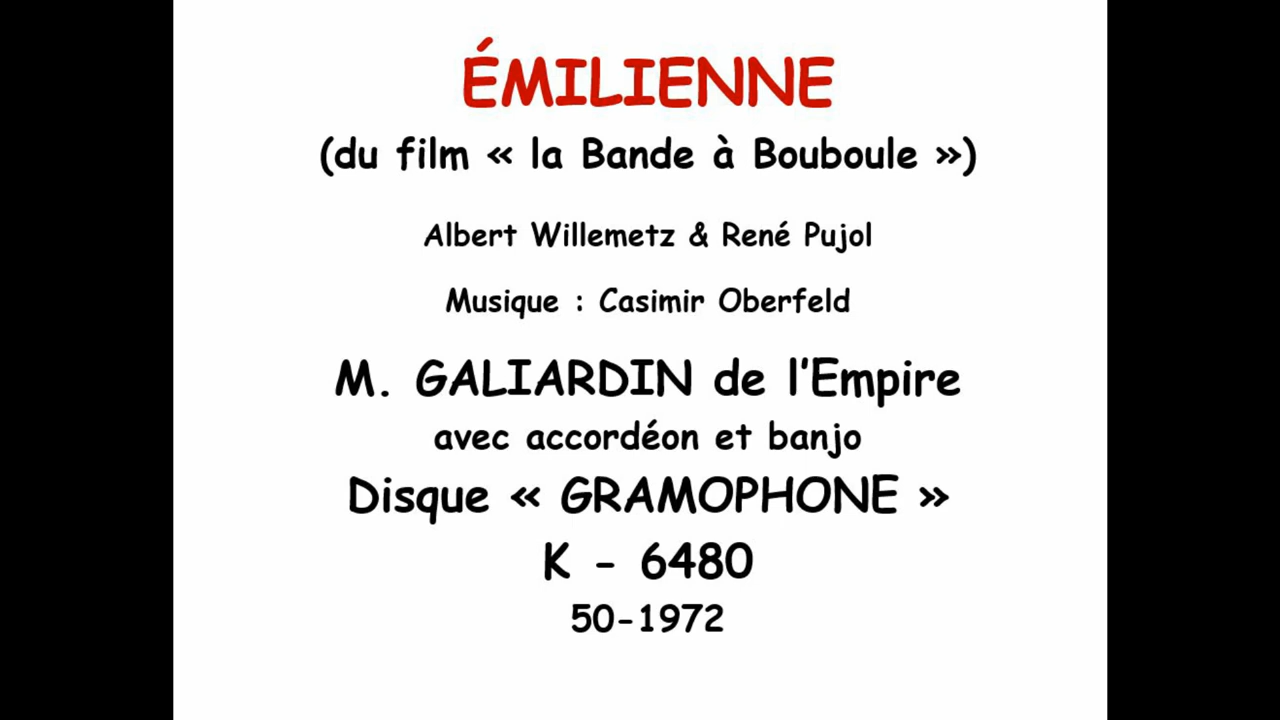 ÉMILIENNE
(du film « la Bande à Bouboule »)
Albert Willemetz & René Pujol
Musique : Casimir Oberfeld
M. GALIARDIN de l’Empire
avec accordéon et banjo
Disque « GRAMOPHONE »
K - 6480
50-1972